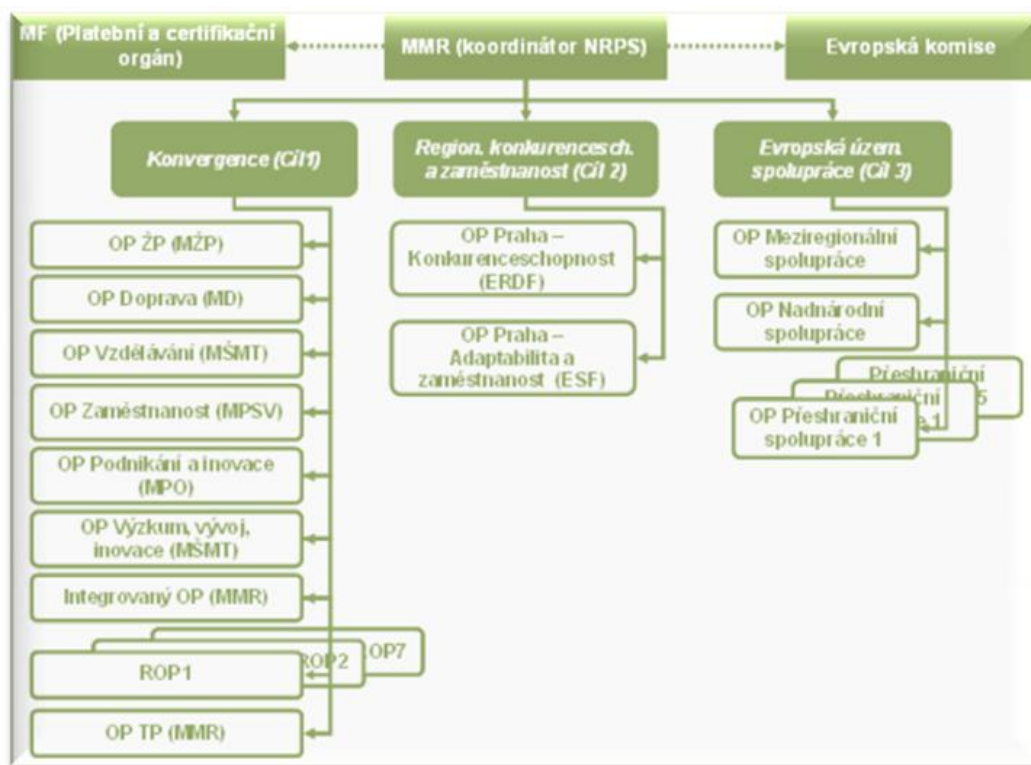 MF (Platební a certifikační
orgán)
MMR (koordinátor NRPS)
Evropská komise
Konvergence (Cíl1)
Region. konkurencesch.
a zaměstnanost (Cíl 2)
Evropská územ.
spolupráce (Cíl 3)
OP ŽP (MŽP)
OP Doprava (MD)
OP Vzdělávání (MŠMT)
OP Zaměstnanost (MPSV)
OP Podnikání a inovace
(MPO)
OP Výzkum, vývoj,
inovace (MŠMT)
Integrovaný OP (MMR)
OP7
ROP2
ROP1
OP TP (MMR)
OP Praha –
Konkurenceschopnost
(ERDF)
OP Praha –
Adaptabilita a
zaměstnanost (ESF)
OP Meziregionální
spolupráce
OP Nadnárodní
spolupráce
Přeshraniční
5
Přeshraniční
e 1
OP Přeshraniční
spolupráce 1